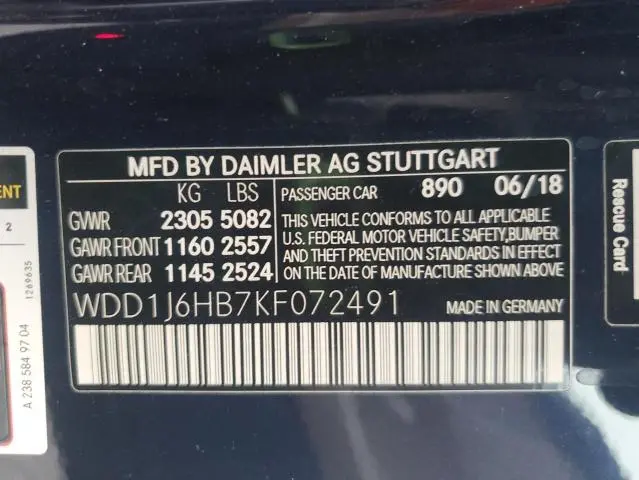 MFD BY DAIMLER AG STUTTGART
KG LBS
GVWR 2305 5082
GAWR FRONT 1160 2557
GAWR REAR 1145 2524
PASSENGER CAR 890 06/18
THIS VEHICLE CONFORMS TO ALL APPLICABLE
U.S. FEDERAL MOTOR VEHICLE SAFETY,BUMPER
AND THEFT PREVENTION STANDARDS IN EFFECT
ON THE DATE OF MANUFACTURE SHOWN ABOVE.
WDD1J6HB7KF072491
MADE IN GERMANY
2
1269635
A 238 584 97 04
Rescue Card